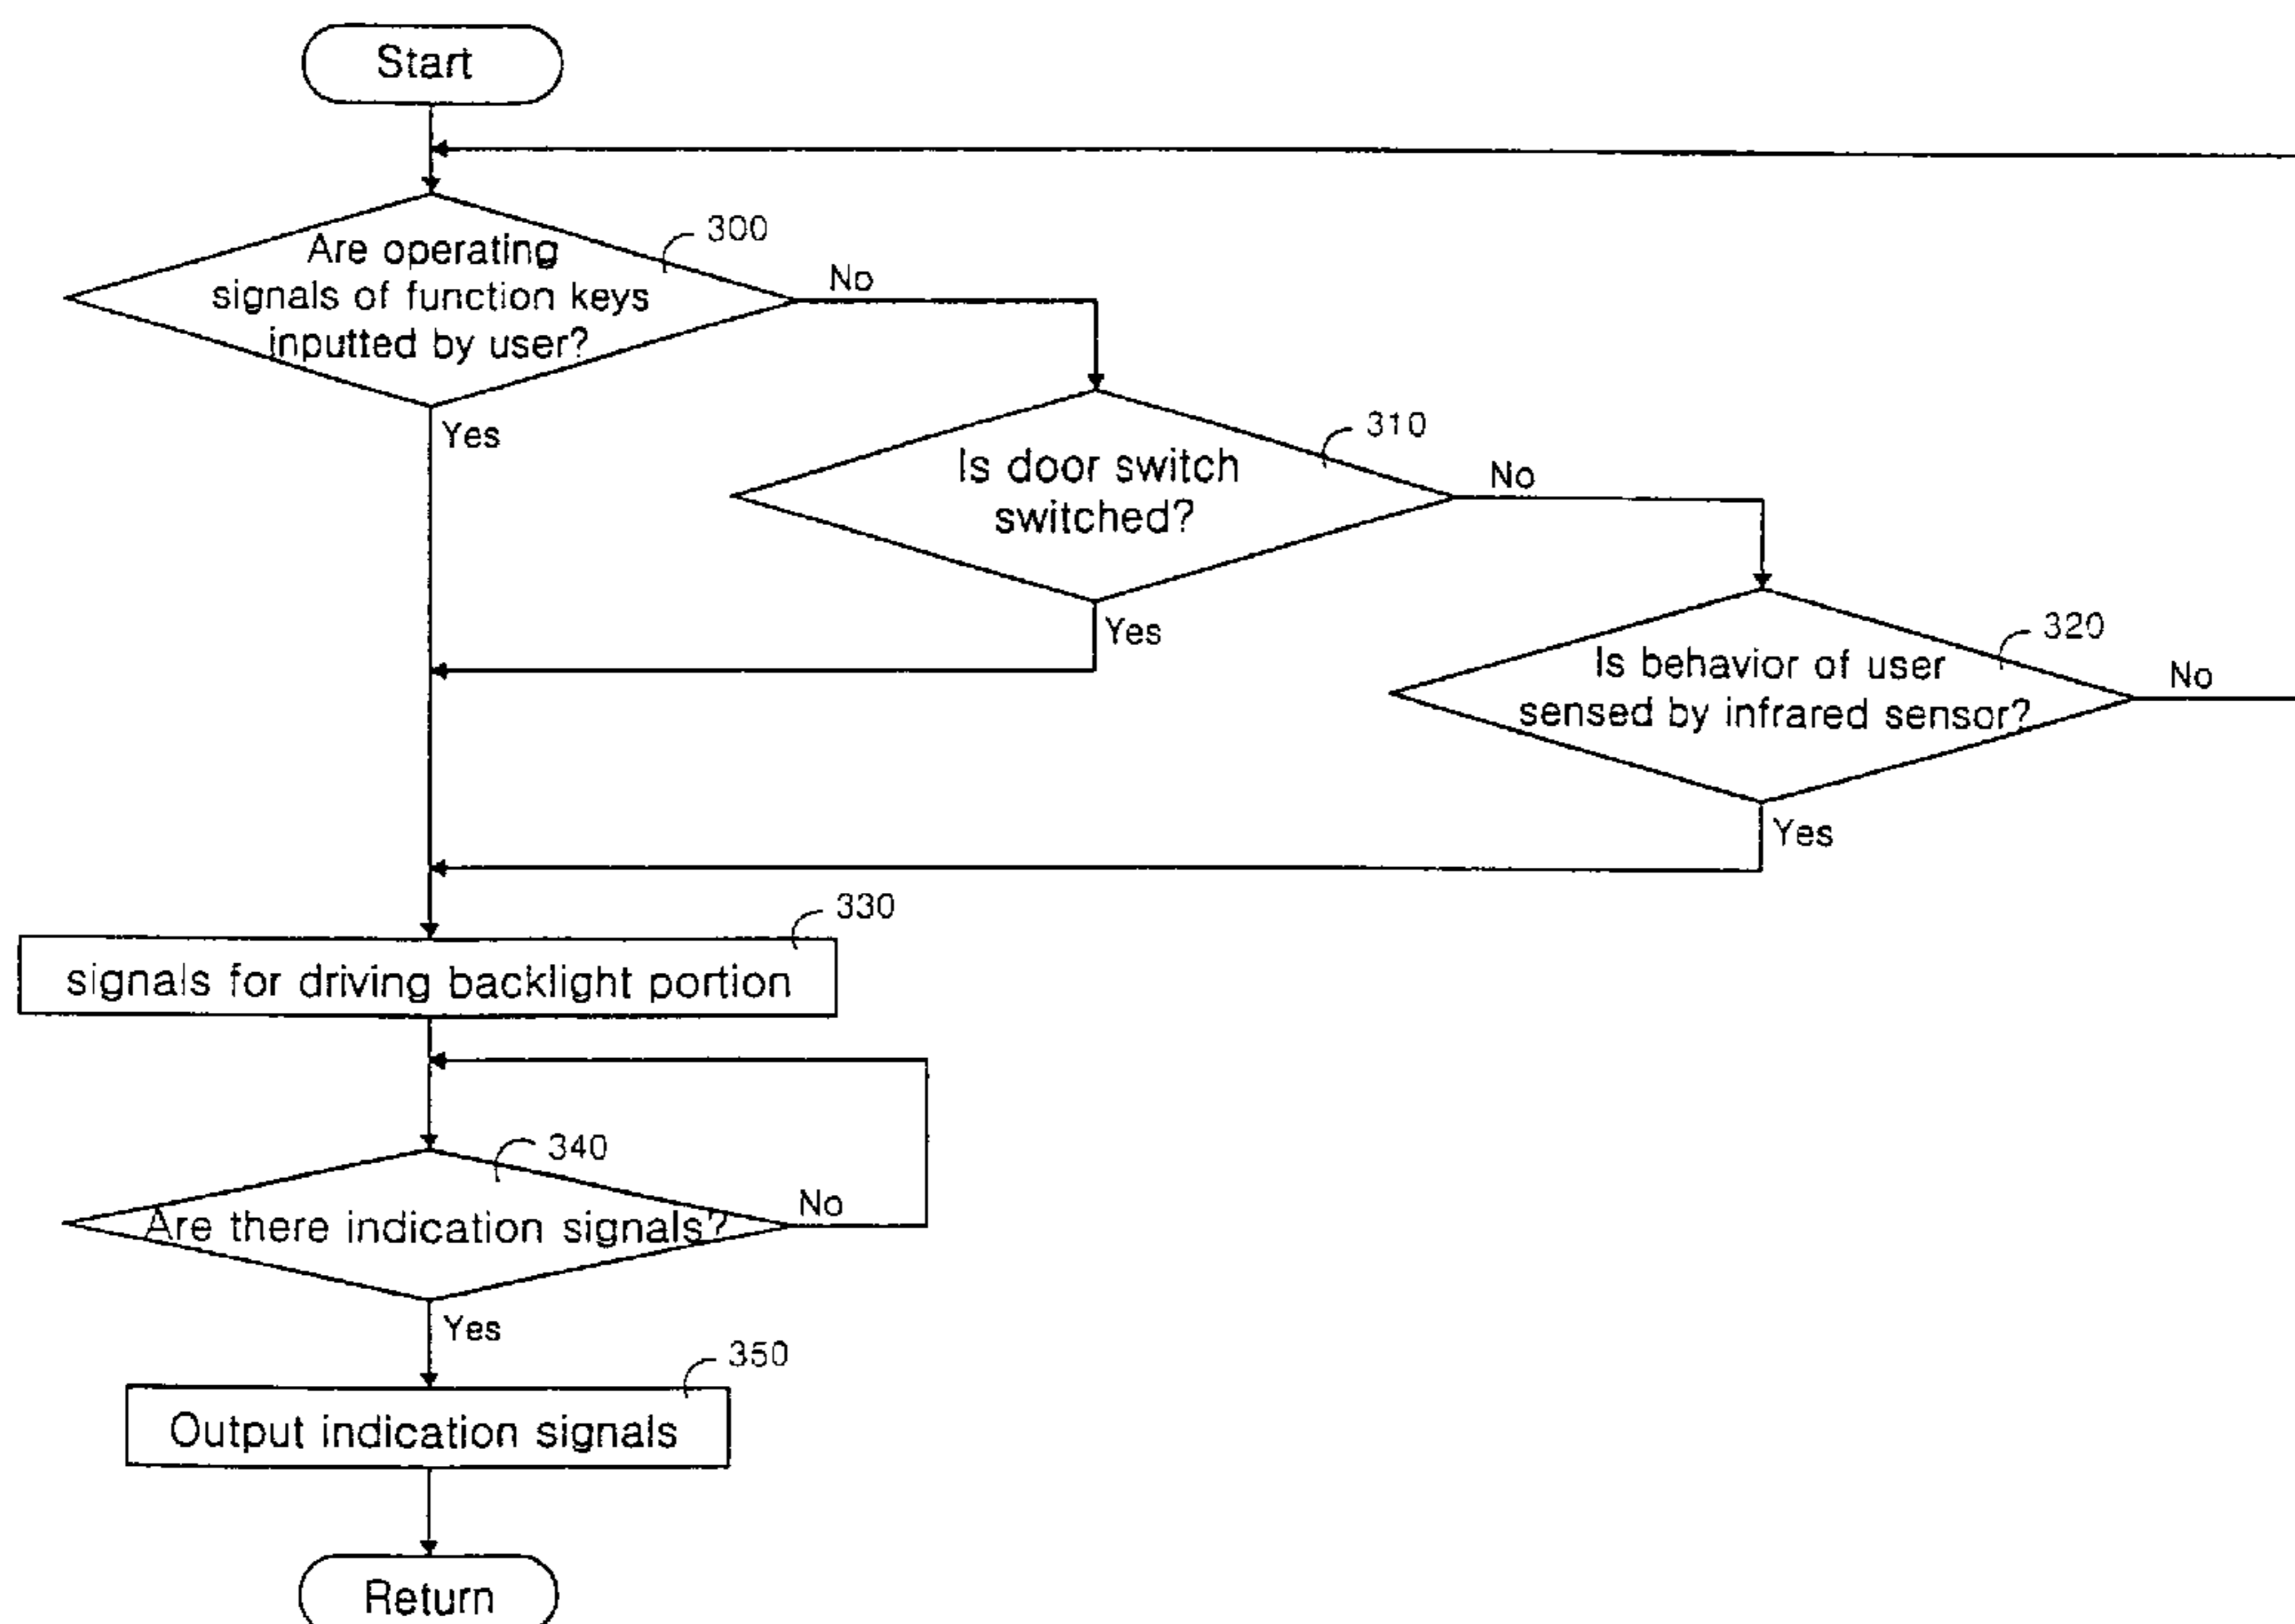 Start
300
Are operating
signals of function keys
inputted by user?
No
Yes
310
Is door switch
switched?
No
Yes
320
Is behavior of user
sensed by infrared sensor?
No
Yes
330
signals for driving backlight portion
340
Are there indication signals?
No
Yes
350
Output indication signals
Return